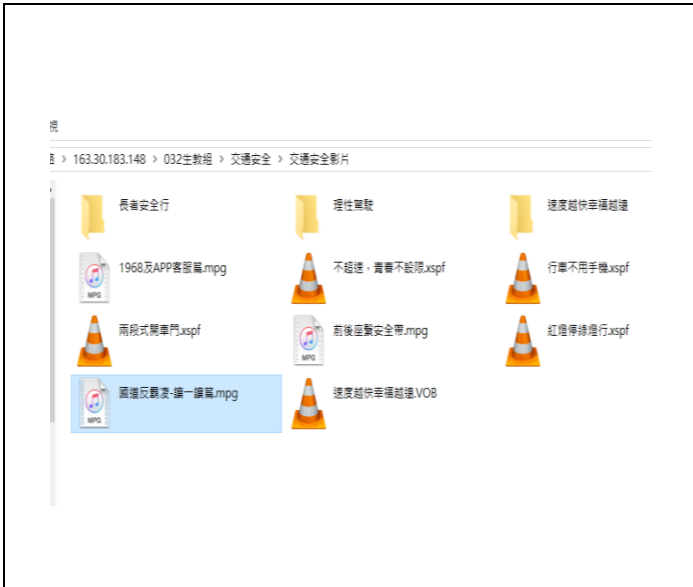 視
163.30.183.148 > 032生教組 > 交通安全 > 交通安全影片
長者安全行
理性駕駛
速度越快幸福越遠
1968及APP客服篇.mpg
不超速，青春不設限.xspf
行車不用手機.xspf
兩段式開車門.xspf
前後座繫安全帶.mpg
紅燈停綠燈行.xspf
國道反霸凌-讓一讓篇.mpg
速度越快幸福越遠.VOB
MPG
MPG
MPG